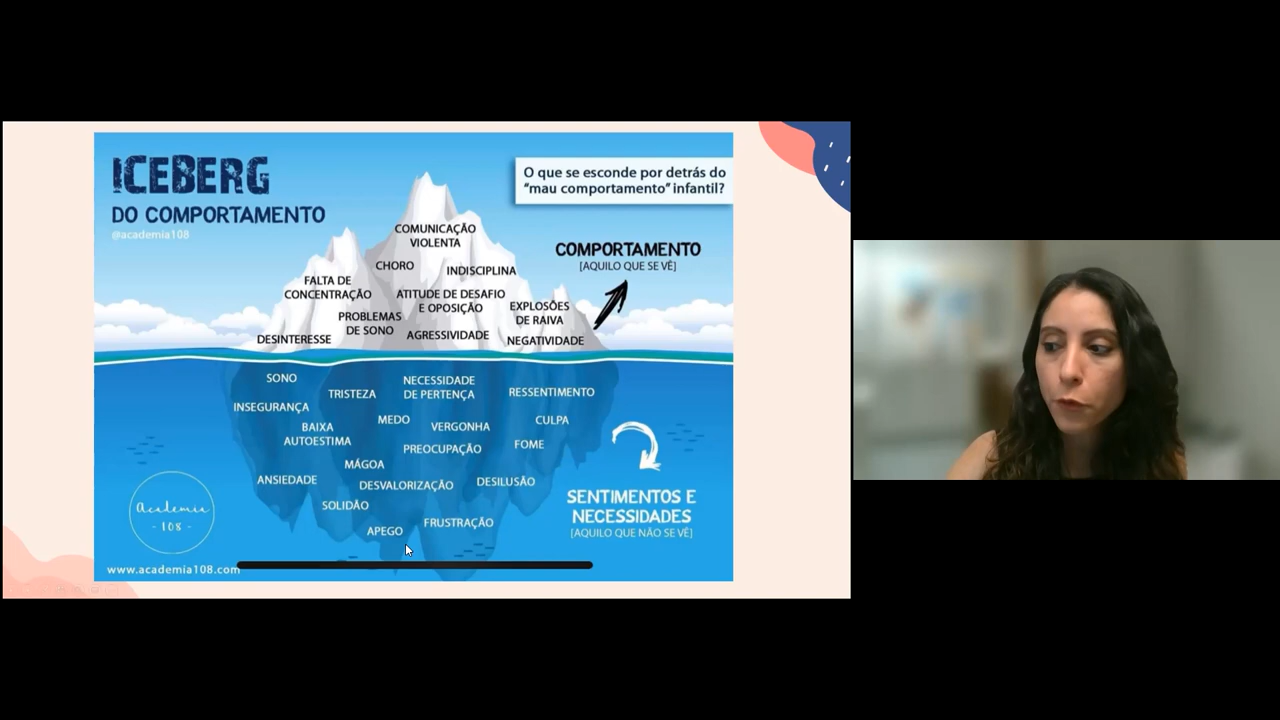 ICEBERG
DO COMPORTAMENTO
@academia108
O que se esconde por detrás do
“mau comportamento” infantil?
COMPORTAMENTO
[AQUILO QUE SE VÊ]
COMUNICAÇÃO
VIOLENTA
CHORO
INDISCIPLINA
FALTA DE
CONCENTRAÇÃO
ATITUDE DE DESAFIO
E OPOSIÇÃO
EXPLOSÕES
DE RAIVA
PROBLEMAS
DE SONO
AGRESSIVIDADE
DESINTERESSE
NEGATIVIDADE
SONO
TRISTEZA
NECESSIDADE
DE PERTENÇA
RESSENTIMENTO
INSEGURANÇA
MEDO
VERGONHA
CULPA
BAIXA
AUTOESTIMA
PREOCUPAÇÃO
FOME
MÁGOA
ANSIEDADE
DESVALORIZAÇÃO
DESILUSÃO
SOLIDÃO
APEGO
FRUSTRAÇÃO
SENTIMENTOS E
NECESSIDADES
[AQUILO QUE NÃO SE VÊ]
Academia
- 108 -
www.academia108.com